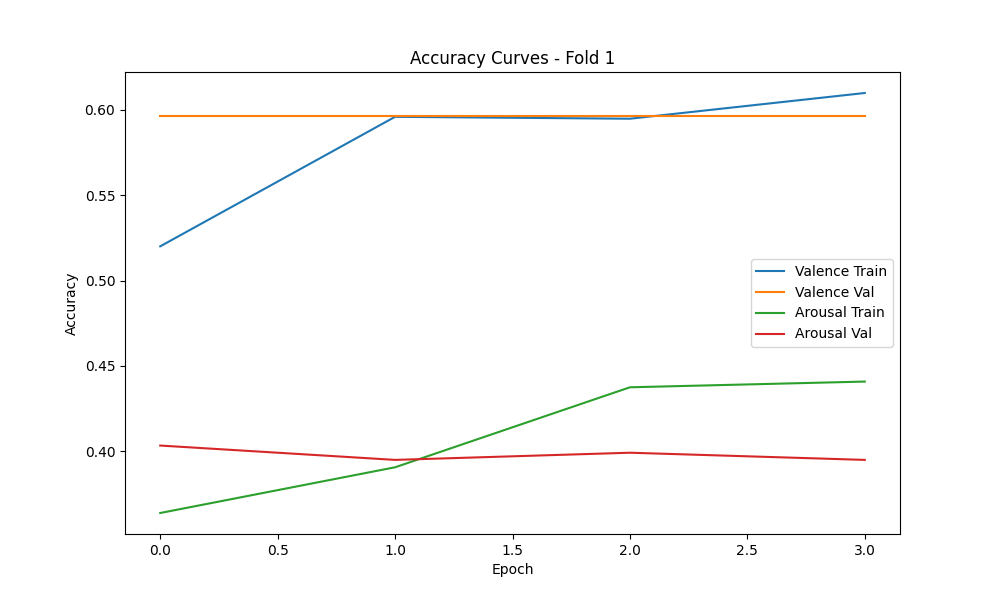 Accuracy Curves - Fold 1
0.60
0.55
0.50
0.45
0.40
Accuracy
Valence Train
Valence Val
Arousal Train
Arousal Val
0.0 0.5 1.0 1.5 2.0 2.5 3.0
Epoch